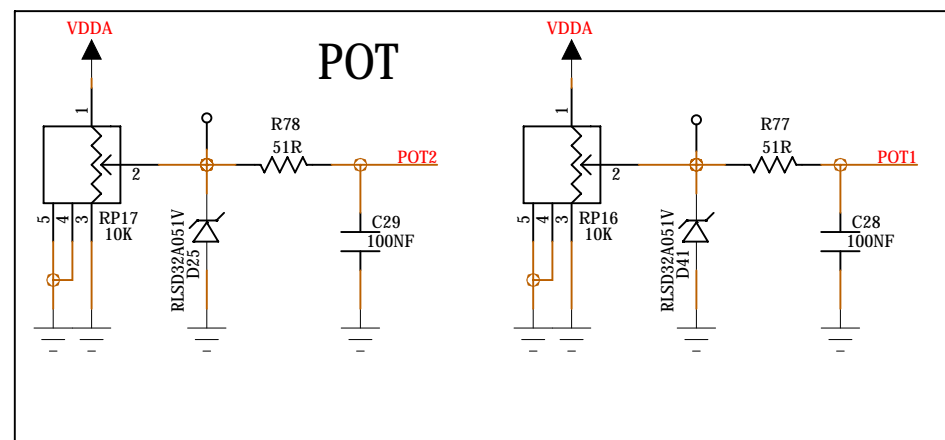 VDDA
POT
1
2
R78
51R
POT2
5
4
3
RP17
10K
RLSD32A051V
D25
C29
100NF
VDDA
1
2
R77
51R
POT1
5
4
3
RP16
10K
RLSD32A051V
D41
C28
100NF